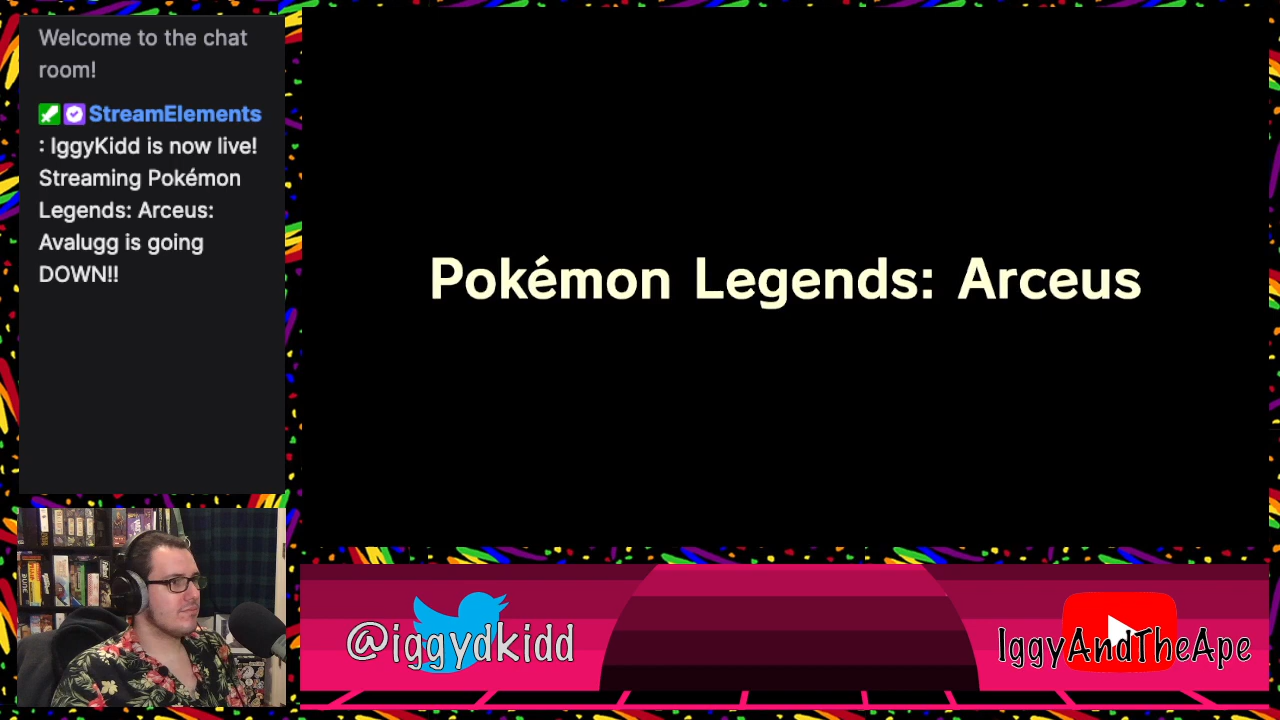 Welcome to the chat
room!
StreamElements
: IggyKidd is now live!
Streaming Pokémon
Legends: Arceus:
Avalugg is going
DOWN!!
Pokémon Legends: Arceus
@iggydkidd
IggyAndTheApe